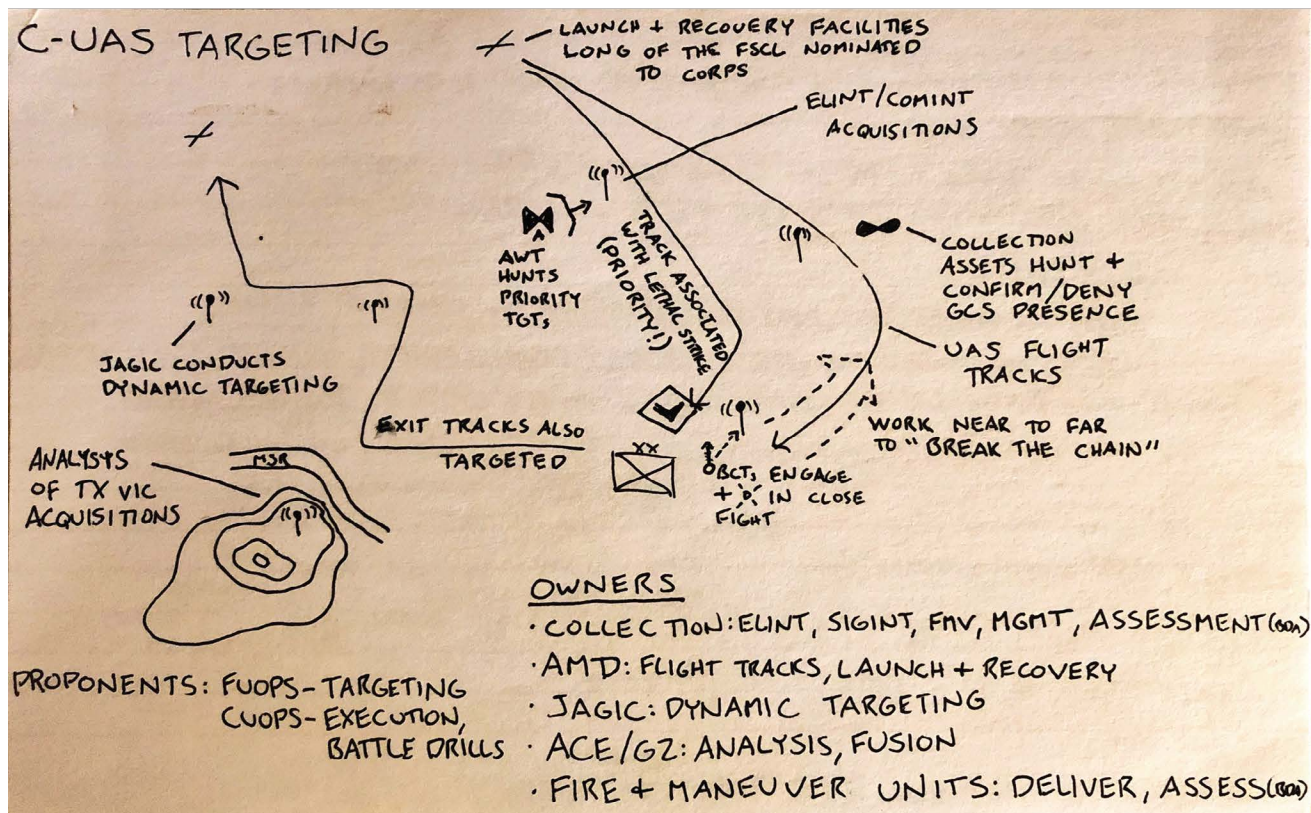 C-UAS TARGETING
LAUNCH + RECOVERY FACILITIES
LONG OF THE FSCL NOMINATED
TO CORPS
ELINT/COMINT
ACQUISITIONS
AWT
HUNTS
PRIORITY
TGTs
TRACK ASSOCIATED
WITH LETHAL STRIKE
(PRIORITY!)
COLLECTION
ASSETS HUNT +
CONFIRM/DENY
GCS PRESENCE
UAS FLIGHT
TRACKS
JAGIC CONDUCTS
DYNAMIC TARGETING
WORK NEAR TO FAR
TO "BREAK THE CHAIN"
EXIT TRACKS ALSO
TARGETED
XX
BCTs ENGAGE
+ IN CLOSE
FIGHT
ANALYSYS
OF TX VIC
ACQUISITIONS
MSR
OWNERS
· COLLECTION: ELINT, SIGINT, FMV, MGMT, ASSESSMENT (BDA)
· AMD: FLIGHT TRACKS, LAUNCH + RECOVERY
· JAGIC: DYNAMIC TARGETING
· ACE/G2: ANALYSIS, FUSION
· FIRE + MANEUVER UNITS: DELIVER, ASSESS (BDA)
PROPONENTS: FUOPS-TARGETING
CUOPS-EXECUTION,
BATTLE DRILLS